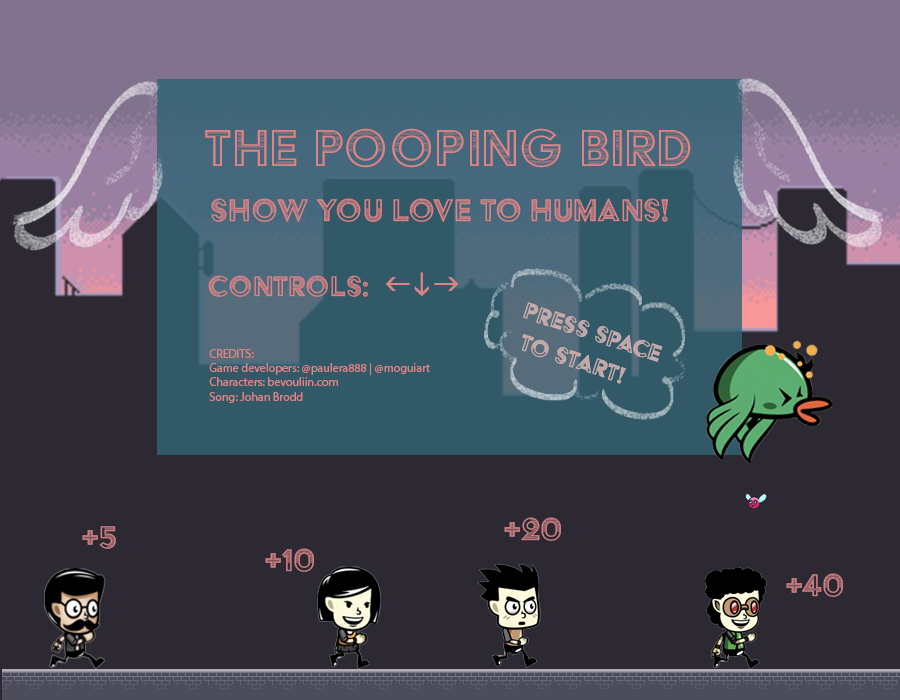 THE POOPING BIRD
SHOW YOU LOVE TO HUMANS!
CONTROLS: ←↓→
PRESS SPACE
TO START!
CREDITS:
Game developers: @paulera888 | @moguiart
Characters: bevouliin.com
Song: Johan Brodd
+5
+10
+20
+40